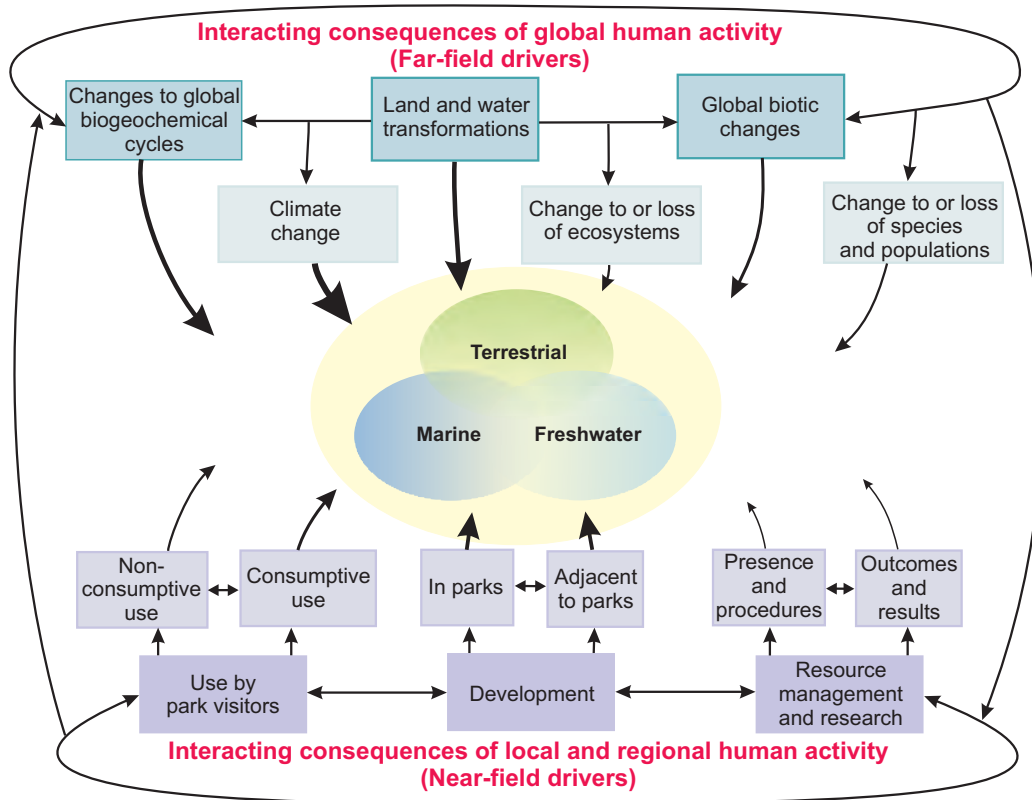 Interacting consequences of global human activity
(Far-field drivers)
Changes to global
biogeochemical
cycles
Land and water
transformations
Global biotic
changes
Climate
change
Change to or loss
of ecosystems
Change to or loss
of species
and populations
Terrestrial
Marine
Freshwater
Non-
consumptive
use
Consumptive
use
In parks
Adjacent
to parks
Presence
and
procedures
Outcomes
and
results
Use by
park visitors
Development
Resource
management
and research
Interacting consequences of local and regional human activity
(Near-field drivers)